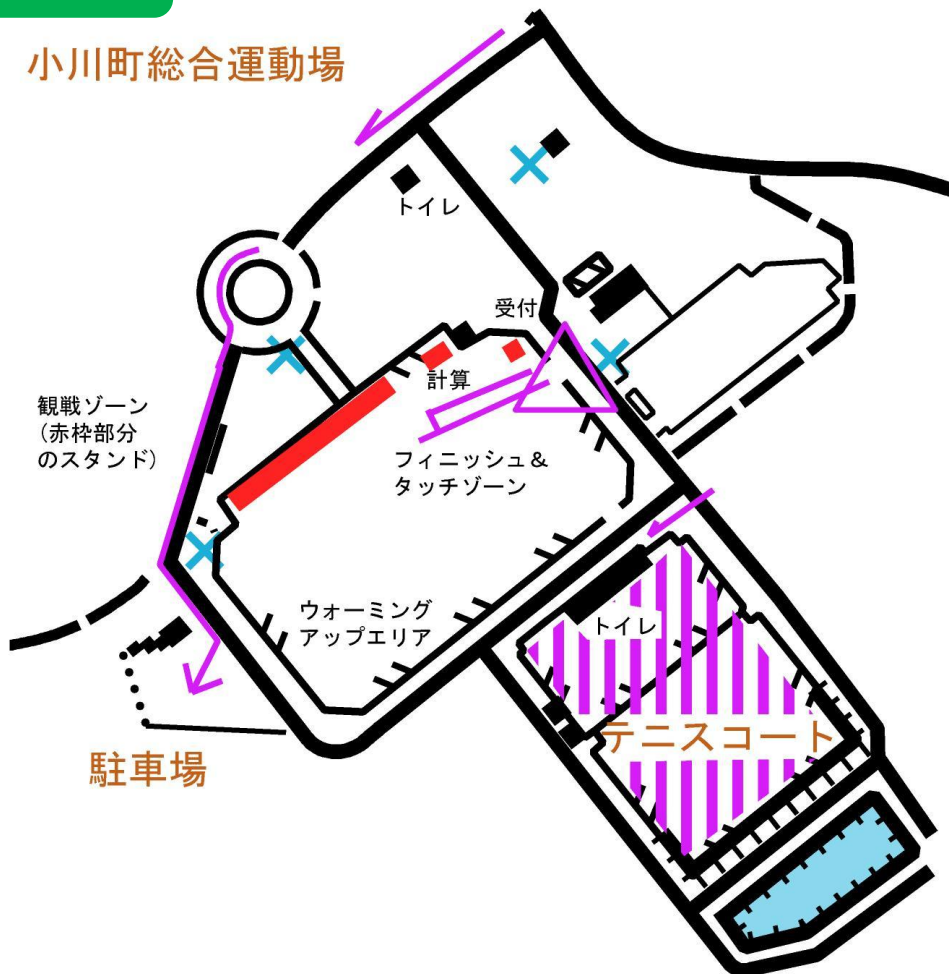 小川町総合運動場
トイレ
受付
計算
観戦ゾーン
(赤枠部分
のスタンド)
フィニッシュ&
タッチゾーン
ウォーミング
アップエリア
トイレ
テニスコート
駐車場